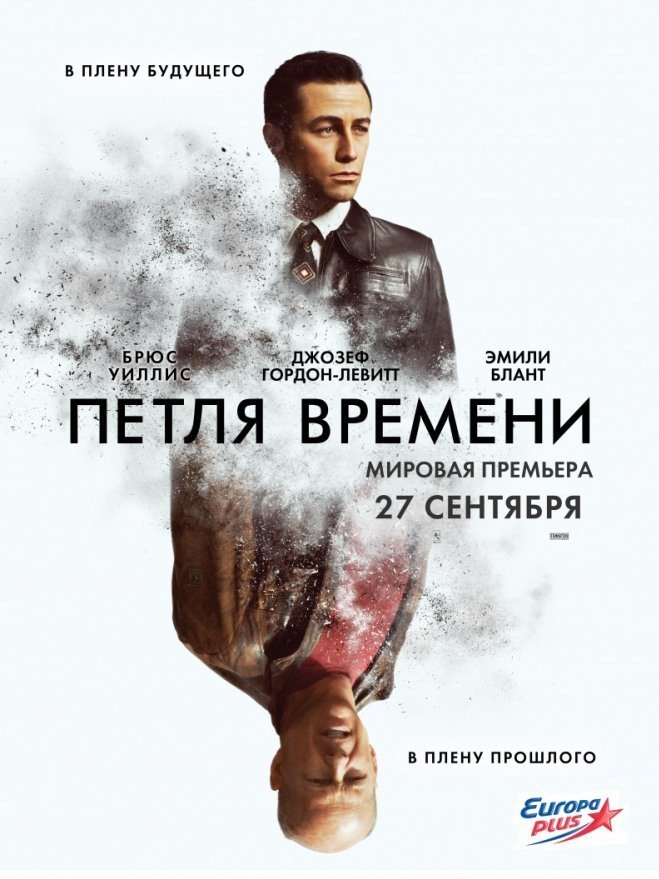 В ПЛЕНУ БУДУЩЕГО
БРЮС
УИЛЛИС
ДЖОЗЕФ
ГОРДОН-ЛЕВИТТ
ЭМИЛИ
БЛАНТ
ПЕТЛЯ ВРЕМЕНИ
МИРОВАЯ ПРЕМЬЕРА
27 СЕНТЯБРЯ
В ПЛЕНУ ПРОШЛОГО
Europa
plus